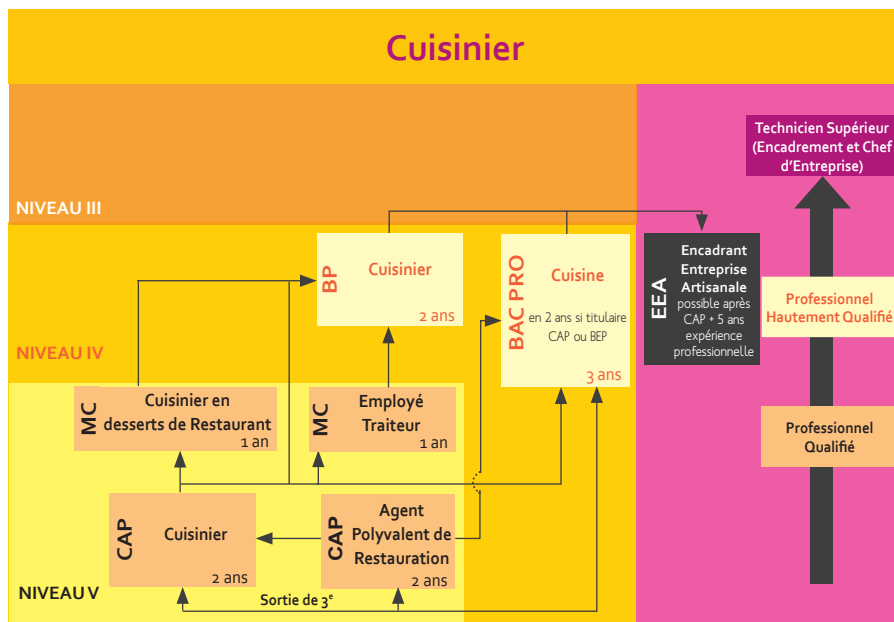 Cuisinier
Technicien Supérieur
(Encadrement et Chef
d'Entreprise)
NIVEAU III
BP
Cuisinier
2 ans
BAC PRO
Cuisine
en 2 ans si titulaire
CAP ou BEP
3 ans
EEA
Encadrant
Entreprise
Artisanale
possible après
CAP + 5 ans
expérience
professionnelle
Professionnel
Hautement Qualifié
NIVEAU IV
MC
Cuisinier en
desserts de Restaurant
1 an
MC
Employé
Traiteur
1 an
Professionnel
Qualifié
CAP
Cuisinier
2 ans
CAP
Agent
Polyvalent de
Restauration
2 ans
NIVEAU V
Sortie de 3e